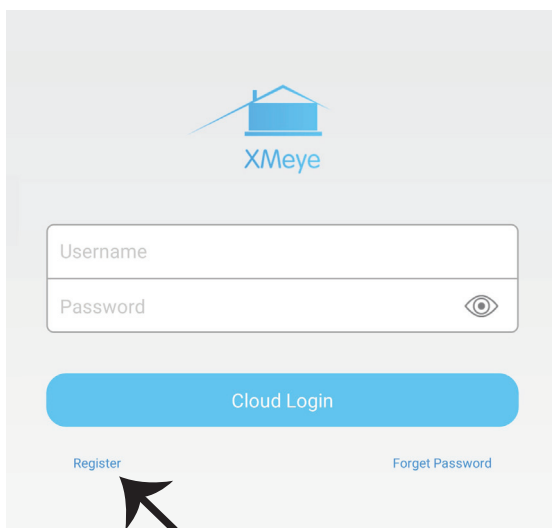 XMeye
Username
Password
Cloud Login
Register
Forget Password